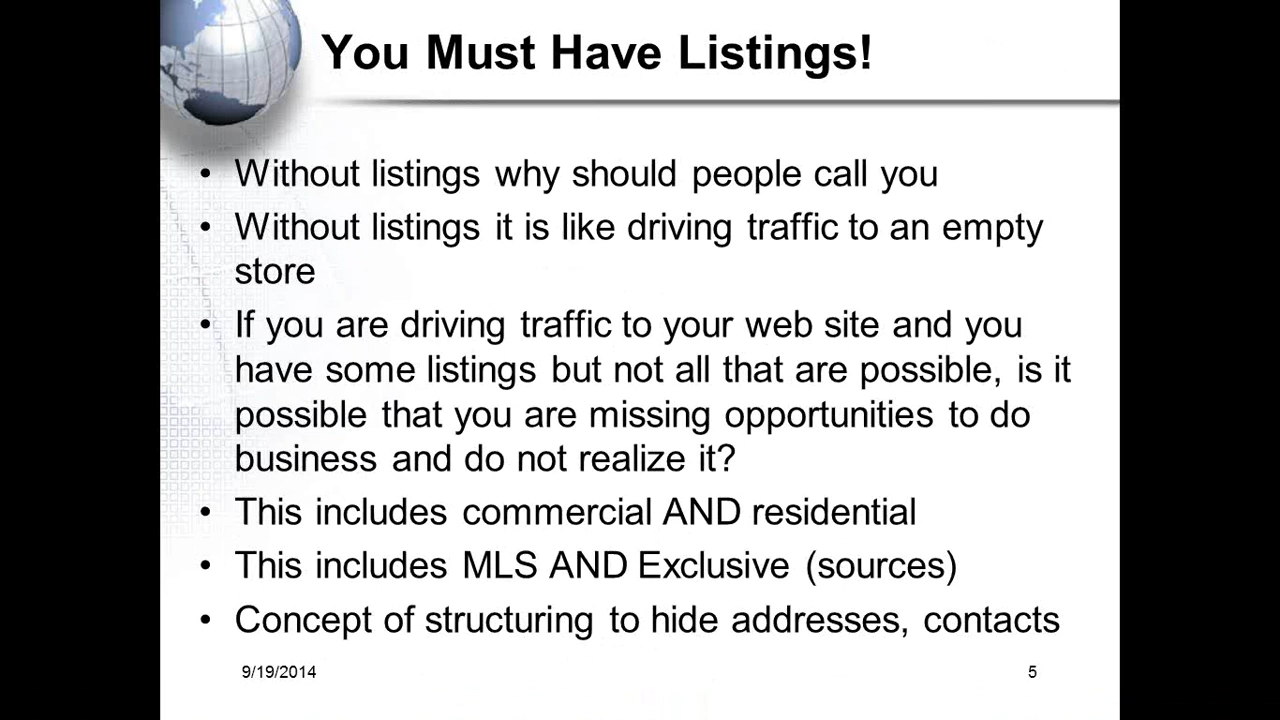 You Must Have Listings!
• Without listings why should people call you
• Without listings it is like driving traffic to an empty
store
• If you are driving traffic to your web site and you
have some listings but not all that are possible, is it
possible that you are missing opportunities to do
business and do not realize it?
• This includes commercial AND residential
• This includes MLS AND Exclusive (sources)
• Concept of structuring to hide addresses, contacts
9/19/2014 5